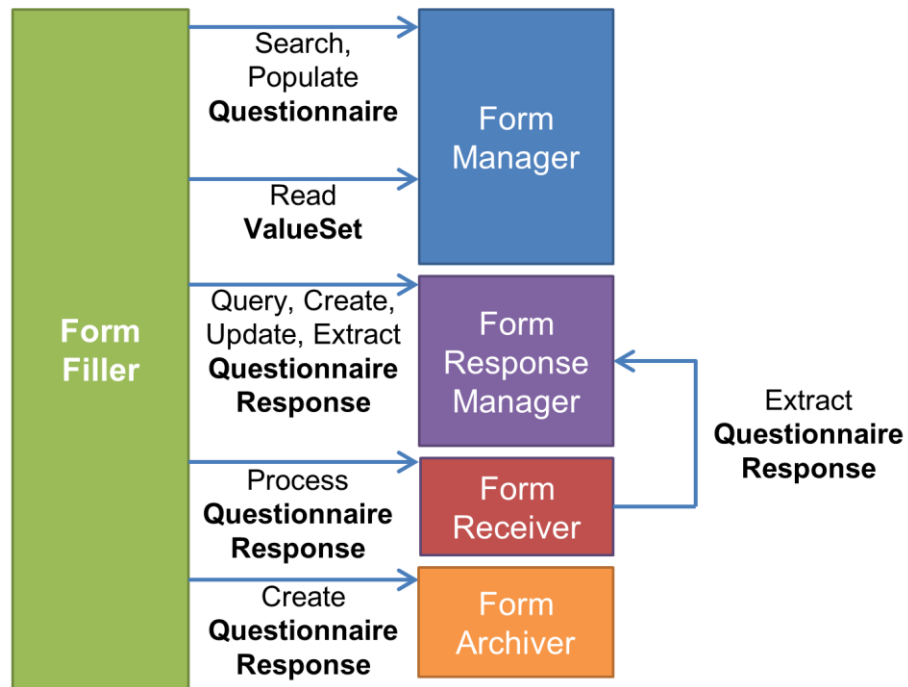 Form
Filler
Search,
Populate
Questionnaire
Read
ValueSet
Form
Manager
Query, Create,
Update, Extract
Questionnaire
Response
Form
Response
Manager
Extract
Questionnaire
Response
Process
Questionnaire
Response
Form
Receiver
Create
Questionnaire
Response
Form
Archiver